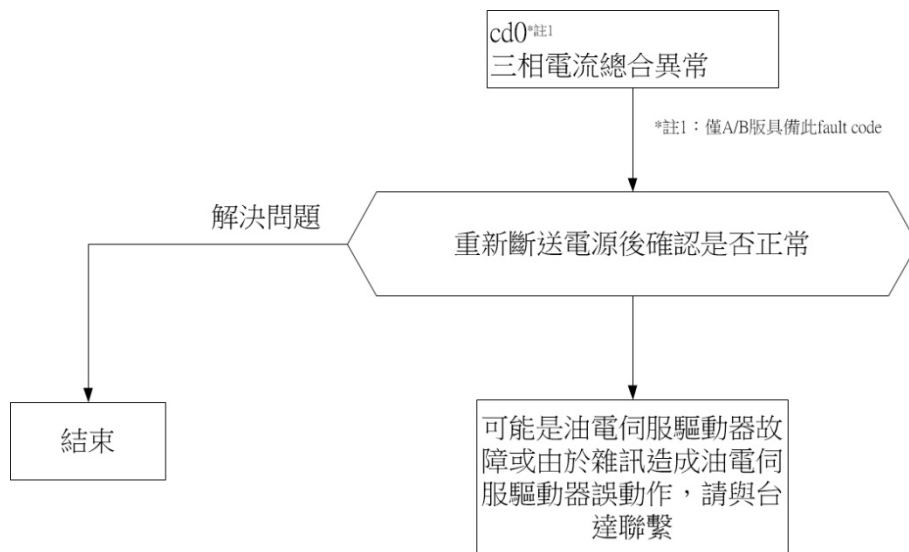 cd0*註1
三相電流總合異常
*註1：僅A/B版具備此fault code
解決問題
重新斷送電源後確認是否正常
結束
可能是油電伺服驅動器故
障或由於雜訊造成油電伺
服驅動器誤動作，請與台
達聯繫